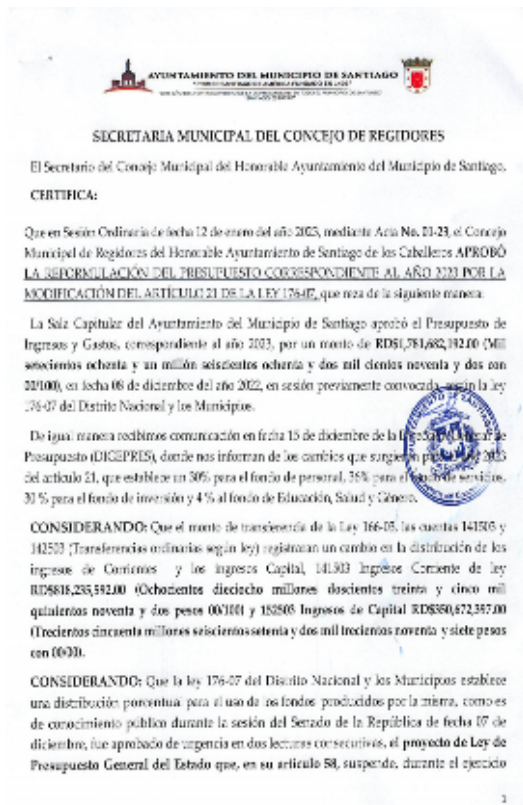 AYUNTAMIENTO DEL MUNICIPIO DE SANTIAGO
SECRETARIA MUNICIPAL DEL CONCEJO DE REGIDORES
El Secretario del Concejo Municipal del Honorable Ayuntamiento del Municipio de Santiago,
CERTIFICA:
Que en Sesión Ordinaria de fecha 12 de enero del año 2023, mediante Acta No. 01-23, el Concejo
Municipal de Regidores del Honorable Ayuntamiento de Santiago de los Caballeros APROBÓ
LA REFORMULACIÓN DEL PRESUPUESTO CORRESPONDIENTE AL AÑO 2023 POR LA
MODIFICACIÓN DEL ARTÍCULO 21 DE LA LEY 176-07, que reza de la siguiente manera:
La Sala Capitular del Ayuntamiento del Municipio de Santiago aprobó el Presupuesto de
Ingresos y Gastos, correspondiente al año 2023, por un monto de RD$1,781,682,192.00 (Mil
setecientos ochenta y un millón seiscientos ochenta y dos mil cientos noventa y dos con
00/100), en fecha 08 de diciembre del año 2022, en sesión previamente convocada, según la ley
176-07 del Distrito Nacional y los Municipios.
De igual manera recibimos comunicación en fecha 15 de diciembre de la de
Presupuesto (DIGEPRES), donde nos informan de los cambios que 2023
del artículo 21, que establece un 30% para el fondo de personal, 36% para el de servicios,
30 % para el fondo de inversión y 4 % al fondo de Educación, Salud y Género.
CONSIDERANDO: Que el monto de transferencia de la Ley 166-03, las cuentas 141503 y
142503 (Transferencias ordinarias según ley) registraran un cambio en la distribución de los
ingresos de Corrientes y los ingresos Capital, 141503 Ingresos Corriente de ley
RD$818,235,592.00 (Ochocientos dieciocho millones doscientos treinta y cinco mil
quinientos noventa y dos pesos 00/100) y 152503 Ingresos de Capital RD$350,672,397.00
(Trecientos cincuenta millones seiscientos setenta y dos mil trecientos noventa y siete pesos
con 00/00).
CONSIDERANDO: Que la ley 176-07 del Distrito Nacional y los Municipios establece
una distribución porcentual para el uso de los fondos producidos por la misma, como es
de conocimiento público durante la sesión del Senado de la República de fecha 07 de
diciembre, fue aprobado de urgencia en dos lecturas consecutivas, el proyecto de Ley de
Presupuesto General del Estado que, en su artículo 58, suspende, durante el ejercicio
1